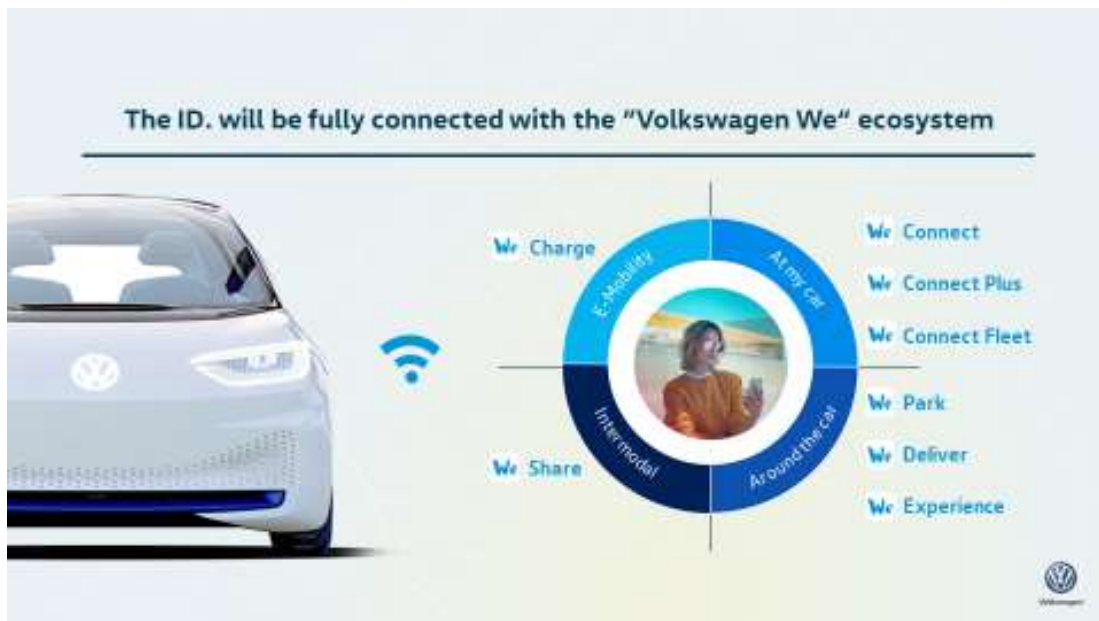 The ID. will be fully connected with the “Volkswagen We“ ecosystem
We Charge
E-Mobility
At my car
We Connect
We Connect Plus
We Connect Fleet
Intermodal
We Share
Around the car
We Park
We Deliver
We Experience
Volkswagen